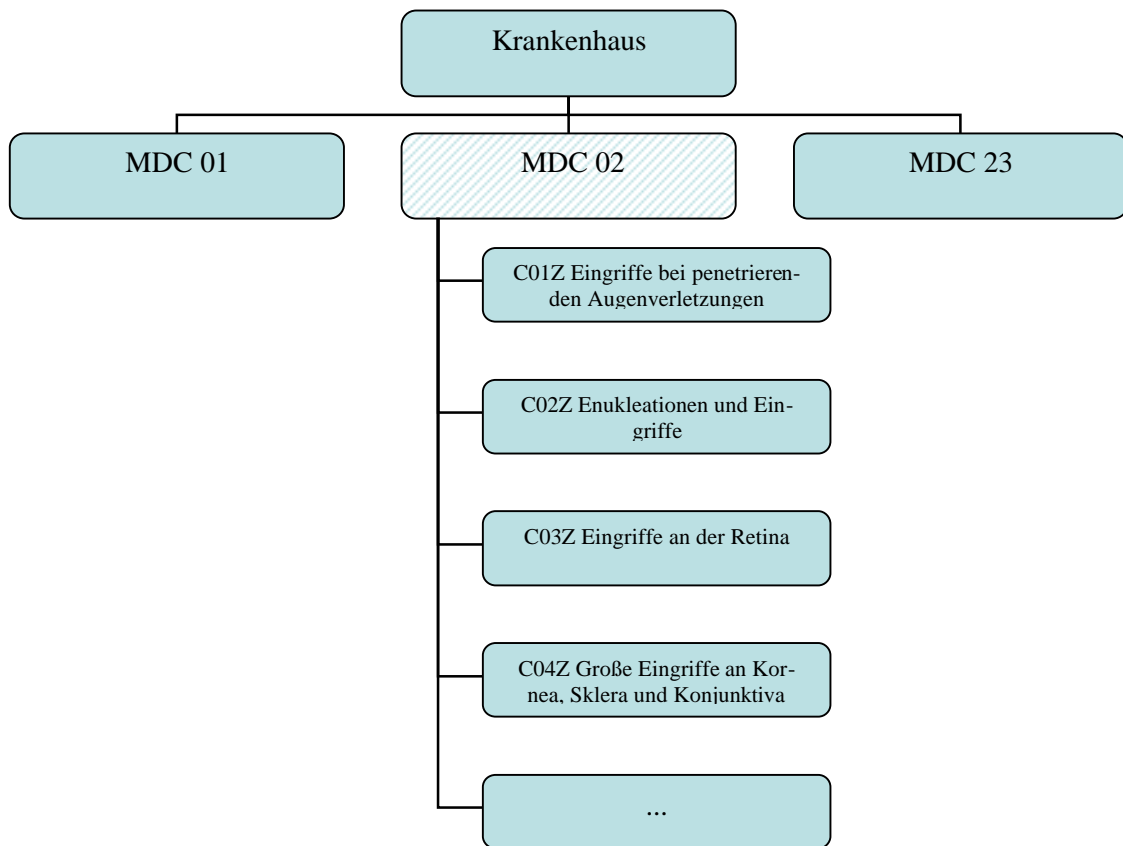 Krankenhaus
MDC 01
MDC 02
MDC 23
C01Z Eingriffe bei penetrieren-
den Augenverletzungen
C02Z Enukleationen und Ein-
griffe
C03Z Eingriffe an der Retina
C04Z Große Eingriffe an Kor-
nea, Sklera und Konjunktiva
...